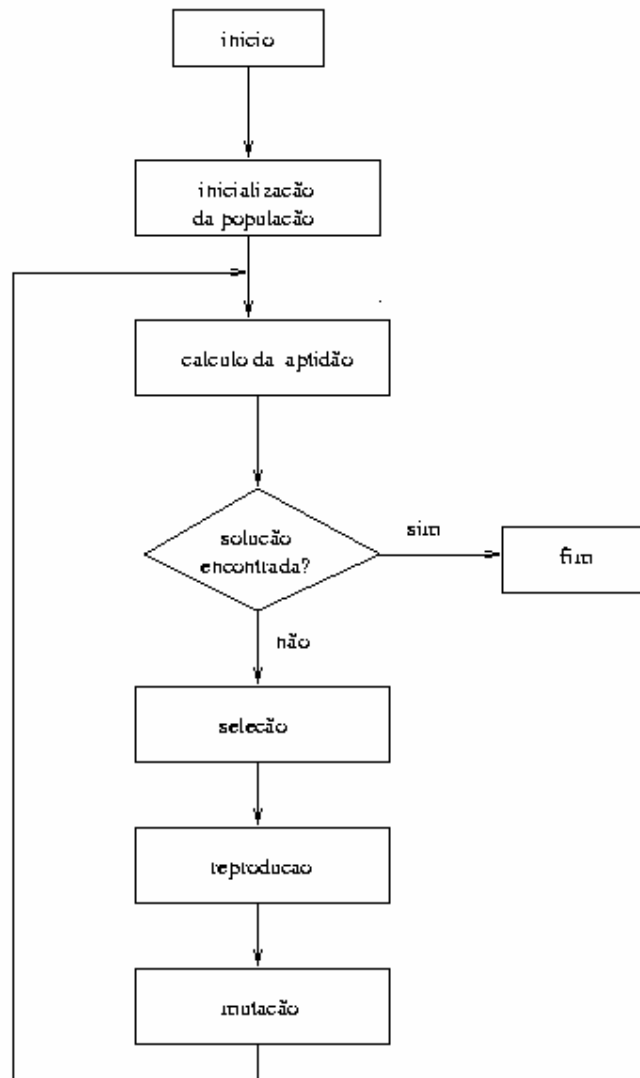 inicio
inicialização
da população
calculo da aptidão
solução
encontrada?
sim
fim
não
seleção
reproducao
mutação